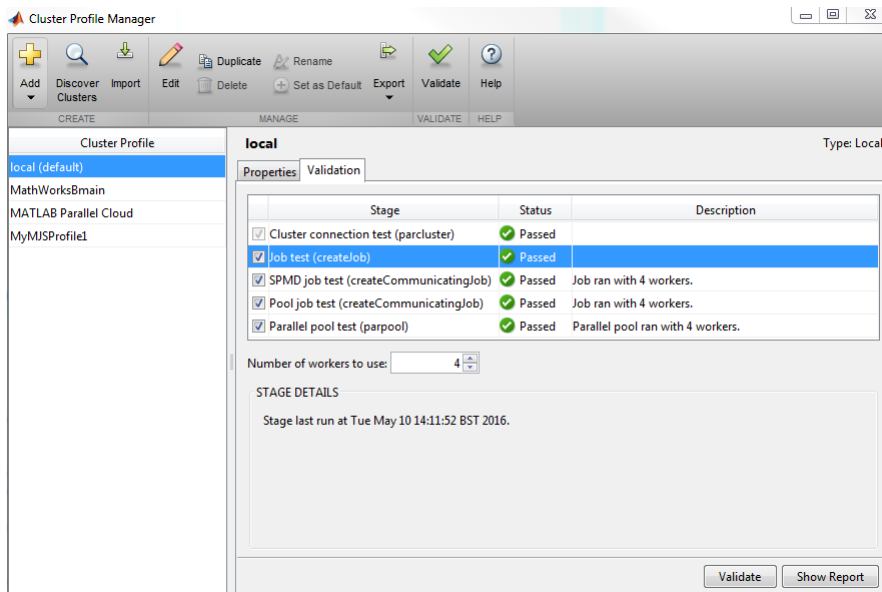 Cluster Profile Manager
Add
Discover Clusters
Import
Edit
Duplicate
Delete
Rename
Set as Default
Export
Validate
Help
CREATE
MANAGE
VALIDATE
HELP
Cluster Profile
local (default)
MathWorksBmain
MATLAB Parallel Cloud
MyMJSProfile1
local Type: Local
Properties Validation
Stage Status Description
Cluster connection test (parcluster) Passed
Job test (createJob) Passed
SPMD job test (createCommunicatingJob) Passed Job ran with 4 workers.
Pool job test (createCommunicatingJob) Passed Job ran with 4 workers.
Parallel pool test (parpool) Passed Parallel pool ran with 4 workers.
Number of workers to use: 4
STAGE DETAILS
Stage last run at Tue May 10 14:11:52 BST 2016.
Validate Show Report